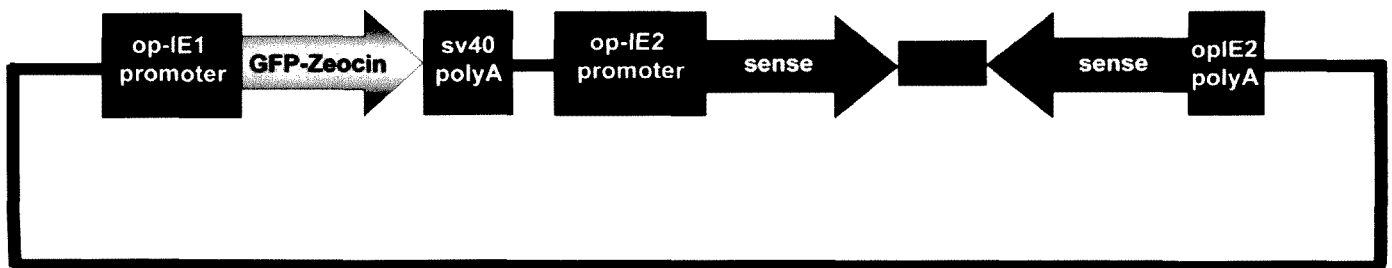 op-IE1
promoter
GFP-Zeocin
sv40
polyA
op-IE2
promoter
sense
sense
opIE2
polyA